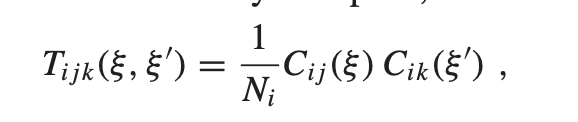 T_{ijk}(ξ, ξ′) = \frac{1}{N_i} C_{ij}(ξ) C_{ik}(ξ′) ,